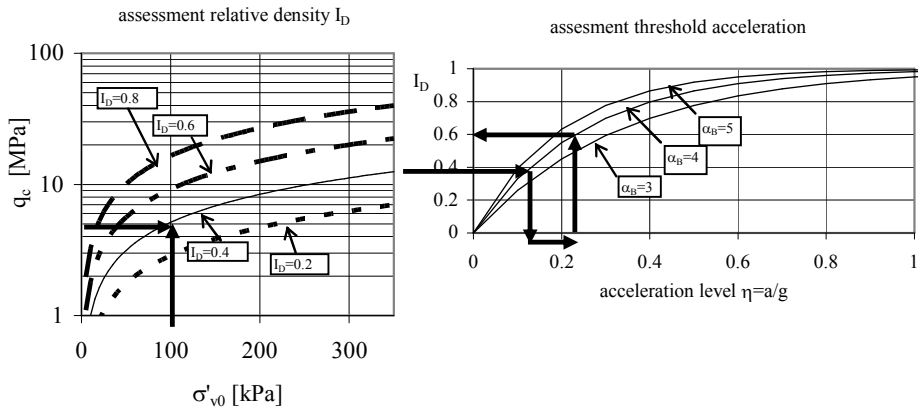 assessment relative density I_D
100
10
1
q_c [MPa]
I_D=0.8
I_D=0.6
I_D=0.4
I_D=0.2
0 100 200 300
σ'_v0 [kPa]
assesment threshold acceleration
I_D
1
0.8
0.6
0.4
0.2
0
α_B=5
α_B=4
α_B=3
0 0.2 0.4 0.6 0.8 1
acceleration level η=a/g